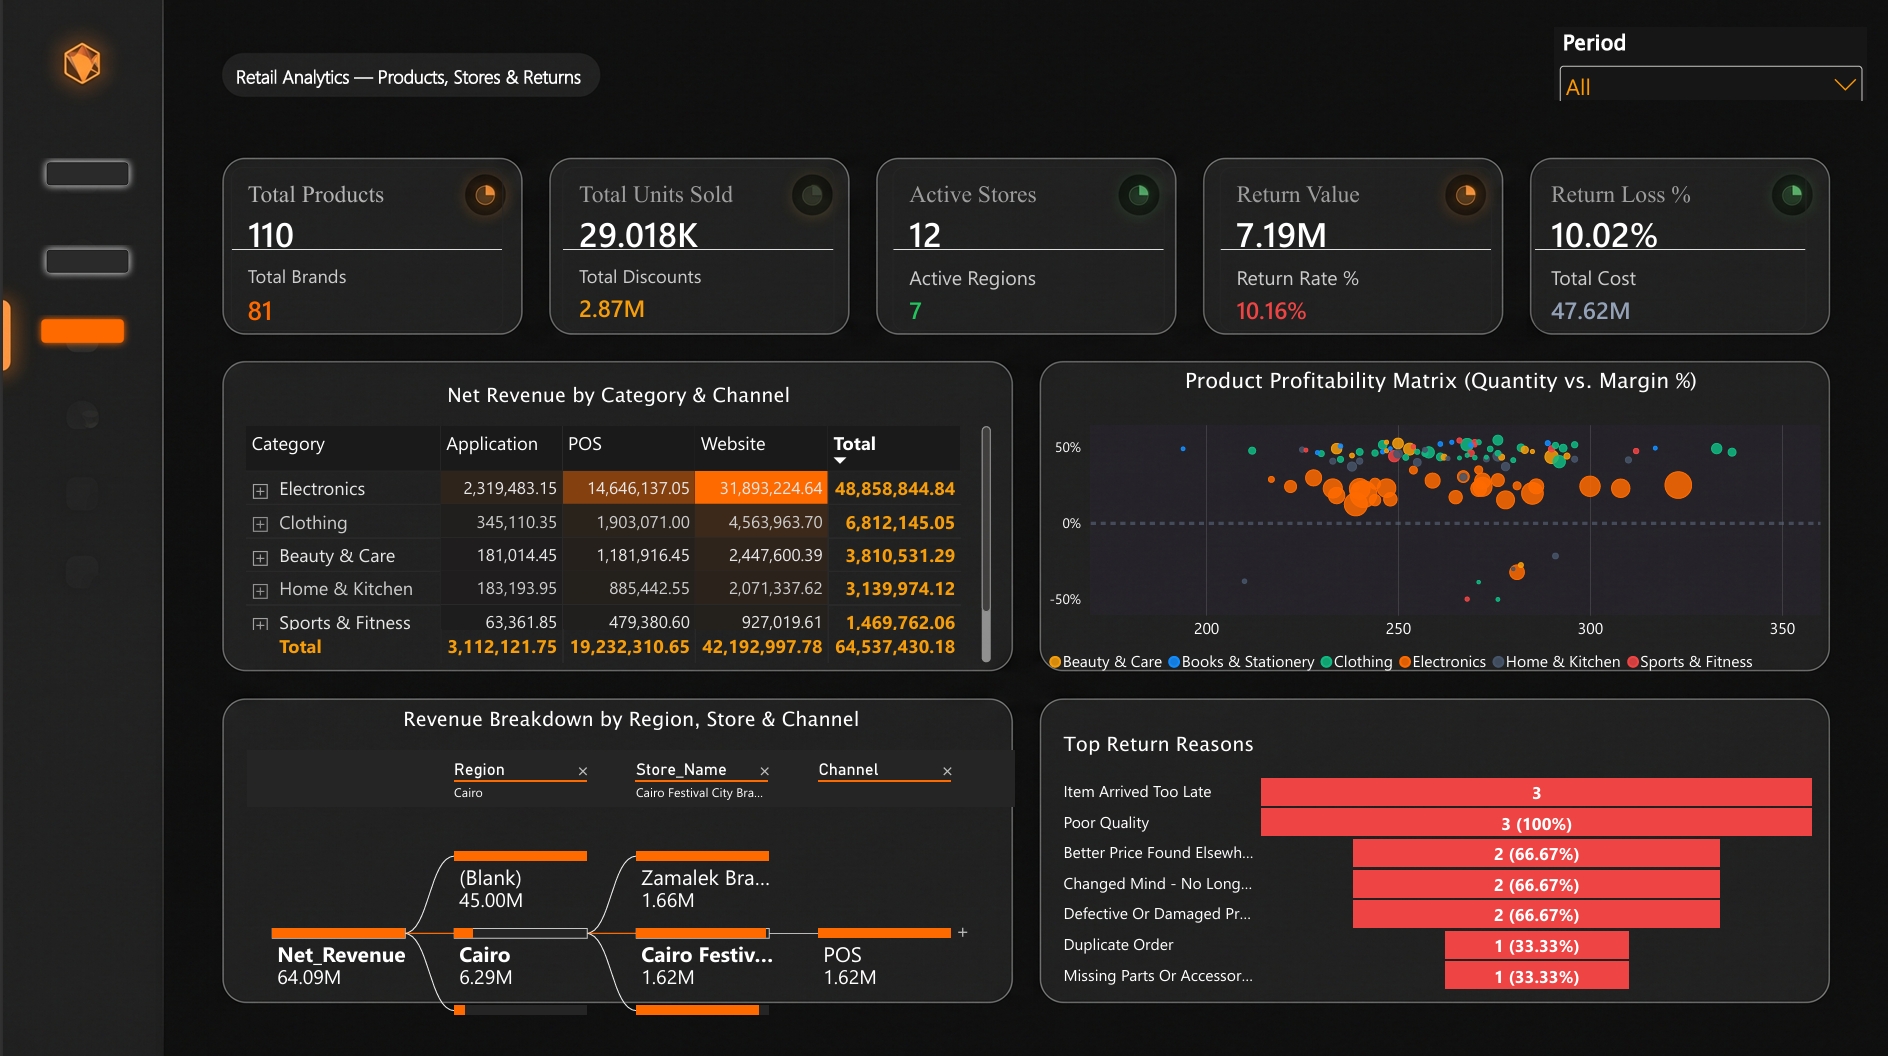 Period
Retail Analytics — Products, Stores & Returns
All
Total Products
110
Total Brands
81
Total Units Sold
29.018K
Total Discounts
2.87M
Active Stores
12
Active Regions
7
Return Value
7.19M
Return Rate %
10.16%
Return Loss %
10.02%
Total Cost
47.62M
Net Revenue by Category & Channel
Category Application POS Website Total
Electronics 2,319,483.15 14,646,137.05 31,893,224.64 48,858,844.84
Clothing 345,110.35 1,903,071.00 4,563,963.70 6,812,145.05
Beauty & Care 181,014.45 1,181,916.45 2,447,600.39 3,810,531.29
Home & Kitchen 183,193.95 885,442.55 2,071,337.62 3,139,974.12
Sports & Fitness 63,361.85 479,380.60 927,019.61 1,469,762.06
Total 3,112,121.75 19,232,310.65 42,192,997.78 64,537,430.18
Product Profitability Matrix (Quantity vs. Margin %)
50%
0%
-50%
200 250 300 350
Beauty & Care Books & Stationery Clothing Electronics Home & Kitchen Sports & Fitness
Revenue Breakdown by Region, Store & Channel
Region × Store_Name × Channel ×
Cairo Cairo Festival City Bra...
(Blank)
45.00M
Zamalek Bra...
1.66M
Net_Revenue
64.09M
Cairo
6.29M
Cairo Festiv...
1.62M
POS
1.62M
+
Top Return Reasons
Item Arrived Too Late 3
Poor Quality 3 (100%)
Better Price Found Elsewh... 2 (66.67%)
Changed Mind - No Long... 2 (66.67%)
Defective Or Damaged Pr... 2 (66.67%)
Duplicate Order 1 (33.33%)
Missing Parts Or Accessor... 1 (33.33%)